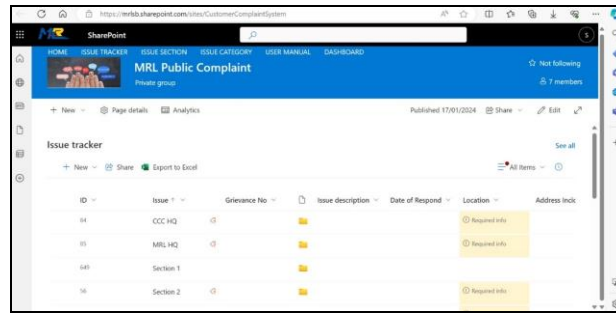 https://mrlsb.sharepoint.com/sites/CustomerComplaintSystem
SharePoint
S
HOME ISSUE TRACKER ISSUE SECTION ISSUE CATEGORY USER MANUAL DASHBOARD
MRL Public Complaint
Private group
Not following
7 members
+ New Page details Analytics Published 17/01/2024 Share Edit
Issue tracker See all
+ New Share Export to Excel All Items
ID Issue Grievance No Issue description Date of Respond Location Address Incic
84 CCC HQ Required info
85 MRL HQ Required info
649 Section 1
56 Section 2 Required info